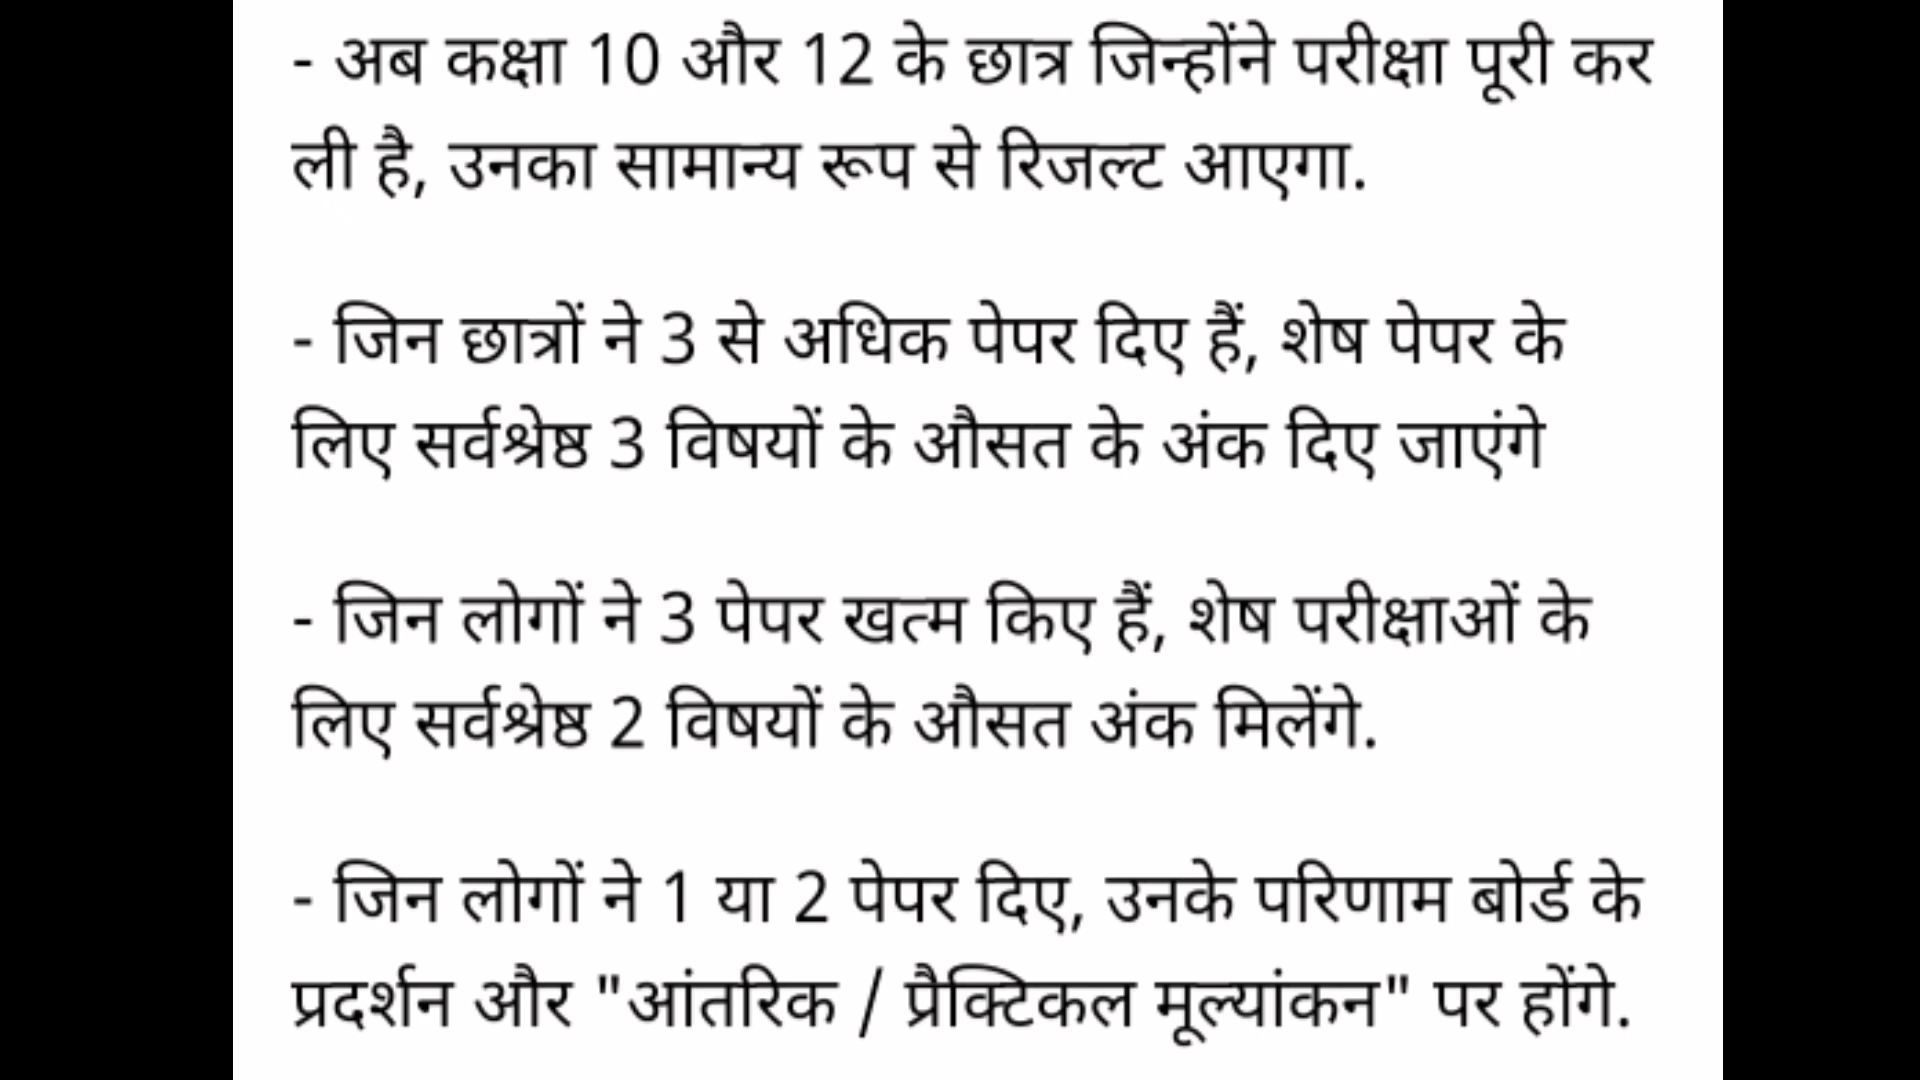 - अब कक्षा 10 और 12 के छात्र जिन्होंने परीक्षा पूरी कर
ली है, उनका सामान्य रूप से रिजल्ट आएगा.
- जिन छात्रों ने 3 से अधिक पेपर दिए हैं, शेष पेपर के
लिए सर्वश्रेष्ठ 3 विषयों के औसत के अंक दिए जाएंगे
- जिन लोगों ने 3 पेपर खत्म किए हैं, शेष परीक्षाओं के
लिए सर्वश्रेष्ठ 2 विषयों के औसत अंक मिलेंगे.
- जिन लोगों ने 1 या 2 पेपर दिए, उनके परिणाम बोर्ड के
प्रदर्शन और "आंतरिक / प्रैक्टिकल मूल्यांकन" पर होंगे.